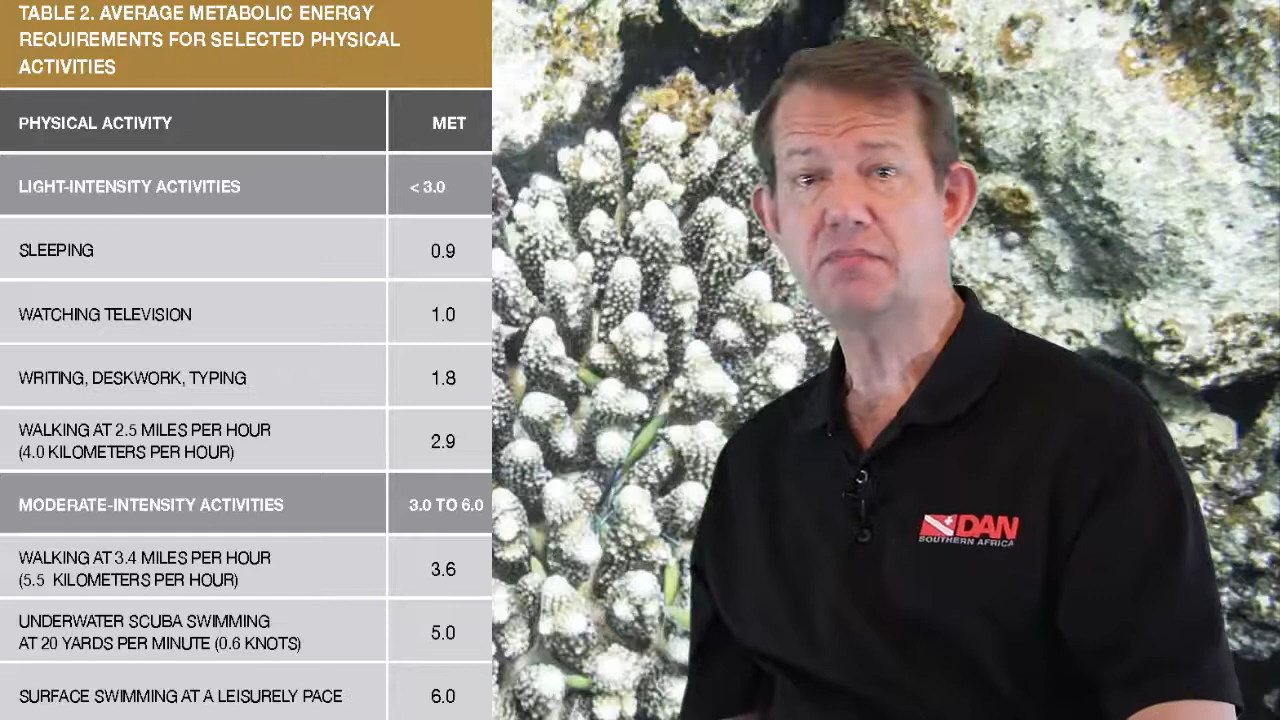 TABLE 2. AVERAGE METABOLIC ENERGY
REQUIREMENTS FOR SELECTED PHYSICAL
ACTIVITIES
PHYSICAL ACTIVITY MET
LIGHT-INTENSITY ACTIVITIES < 3.0
SLEEPING 0.9
WATCHING TELEVISION 1.0
WRITING, DESKWORK, TYPING 1.8
WALKING AT 2.5 MILES PER HOUR
(4.0 KILOMETERS PER HOUR) 2.9
MODERATE-INTENSITY ACTIVITIES 3.0 TO 6.0
WALKING AT 3.4 MILES PER HOUR
(5.5 KILOMETERS PER HOUR) 3.6
UNDERWATER SCUBA SWIMMING
AT 20 YARDS PER MINUTE (0.6 KNOTS) 5.0
SURFACE SWIMMING AT A LEISURELY PACE 6.0
DAN
SOUTHERN AFRICA